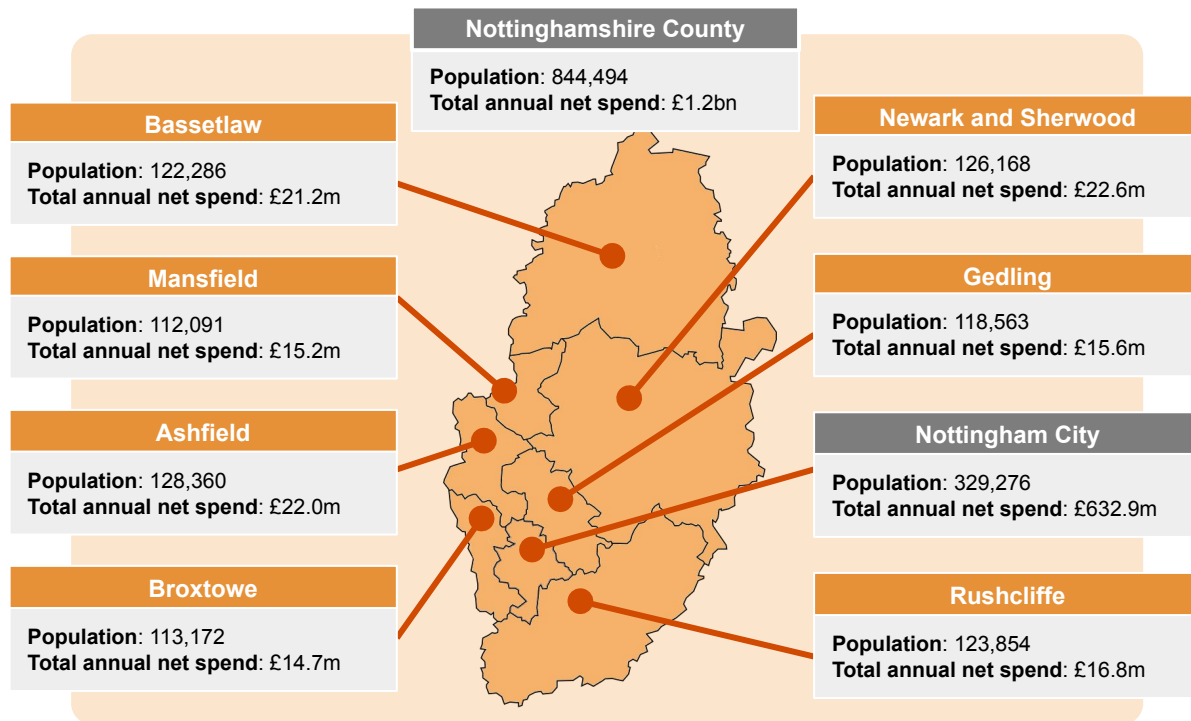 Nottinghamshire County
Population: 844,494
Total annual net spend: £1.2bn
Bassetlaw
Population: 122,286
Total annual net spend: £21.2m
Mansfield
Population: 112,091
Total annual net spend: £15.2m
Ashfield
Population: 128,360
Total annual net spend: £22.0m
Broxtowe
Population: 113,172
Total annual net spend: £14.7m
Newark and Sherwood
Population: 126,168
Total annual net spend: £22.6m
Gedling
Population: 118,563
Total annual net spend: £15.6m
Nottingham City
Population: 329,276
Total annual net spend: £632.9m
Rushcliffe
Population: 123,854
Total annual net spend: £16.8m